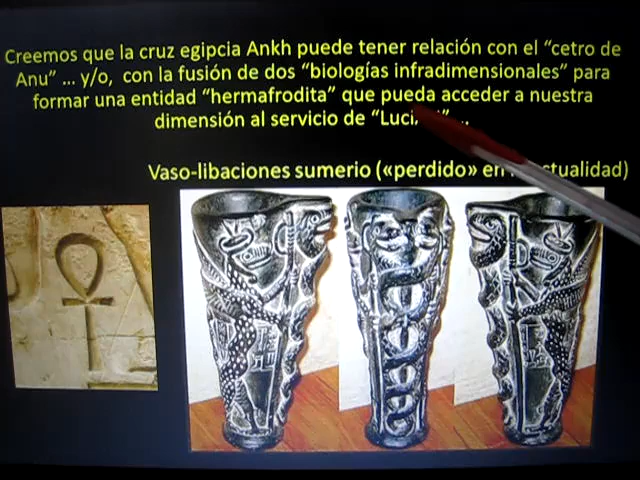 Creemos que la cruz egipcia Ankh puede tener relación con el “cetro de
Anu” ... y/o, con la fusión de dos “biologías infradimensionales” para
formar una entidad “hermafrodita” que pueda acceder a nuestra
dimensión al servicio de
Vaso-libaciones sumerio («perdido» en